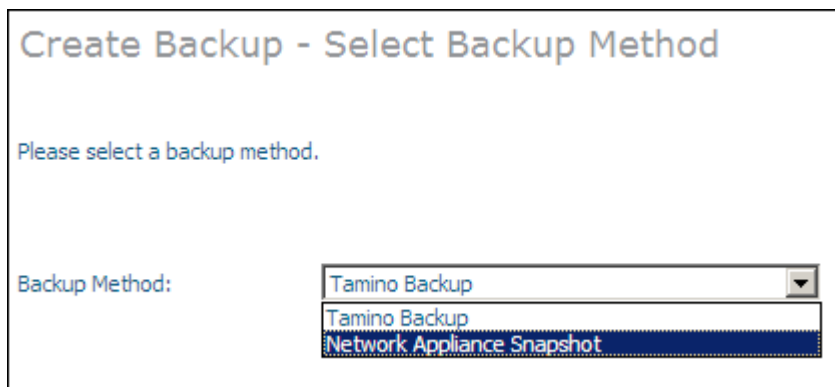 Create Backup - Select Backup Method
Please select a backup method.
Backup Method: Tamino Backup
Tamino Backup
Network Appliance Snapshot